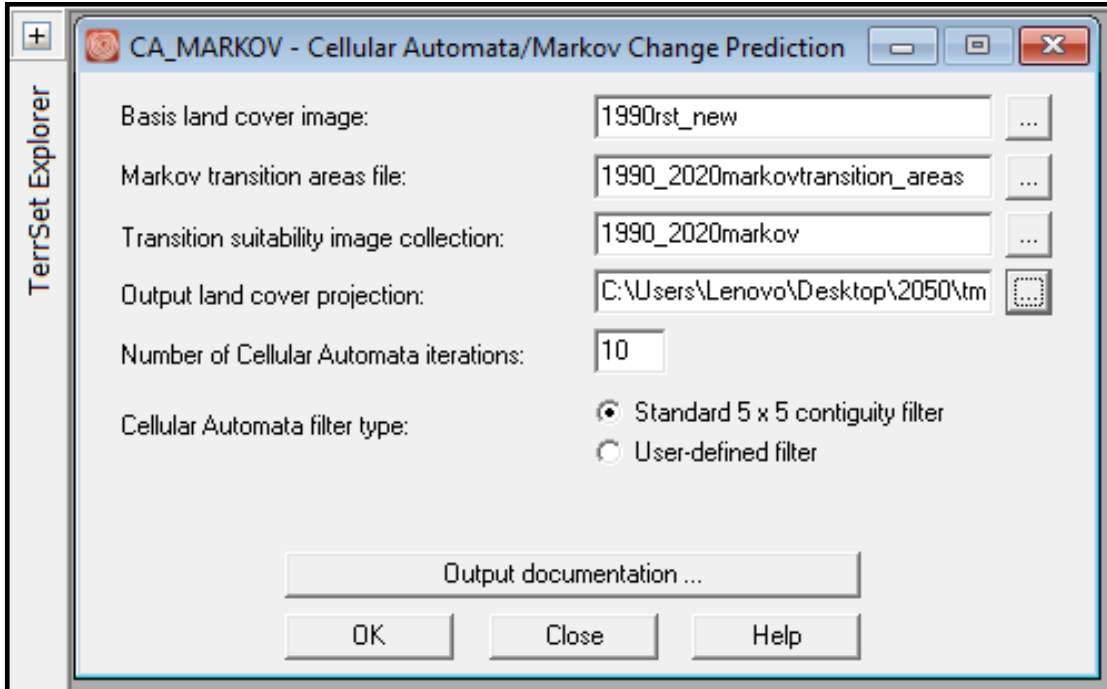 TerrSet Explorer
CA_MARKOV - Cellular Automata/Markov Change Prediction
Basis land cover image:
1990rst_new
...
Markov transition areas file:
1990_2020markovtransition_areas
...
Transition suitability image collection:
1990_2020markov
...
Output land cover projection:
C:\Users\Lenovo\Desktop\2050\tm
...
Number of Cellular Automata iterations:
10
Cellular Automata filter type:
Standard 5 x 5 contiguity filter
User-defined filter
Output documentation ...
OK
Close
Help